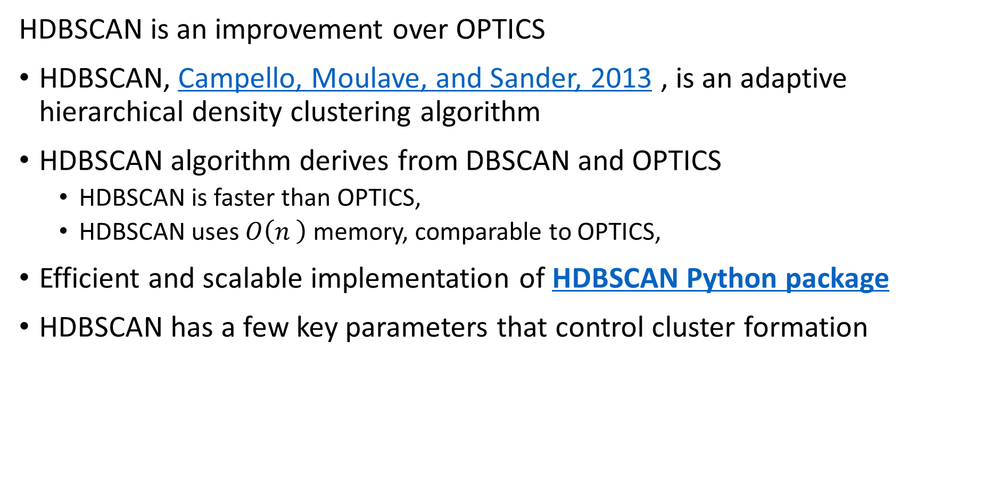 HDBSCAN is an improvement over OPTICS
• HDBSCAN, Campello, Moulave, and Sander, 2013 , is an adaptive
hierarchical density clustering algorithm
• HDBSCAN algorithm derives from DBSCAN and OPTICS
• HDBSCAN is faster than OPTICS,
• HDBSCAN uses O(n ) memory, comparable to OPTICS,
• Efficient and scalable implementation of HDBSCAN Python package
• HDBSCAN has a few key parameters that control cluster formation